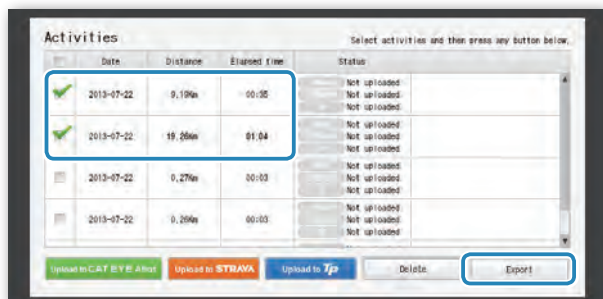 Activities
Select activities and then press any button below.
Date Distance Elapsed time Status
2013-07-22 9.19Km 00:35 Not uploaded
Not uploaded
Not uploaded
2013-07-22 19.26Km 01:04 Not uploaded
Not uploaded
Not uploaded
2013-07-22 0.27Km 00:03 Not uploaded
Not uploaded
Not uploaded
2013-07-22 0.26Km 00:03 Not uploaded
Not uploaded
Not uploaded
Upload to CAT EYE Atlas Upload to STRAVA Upload to Tp Delete Export